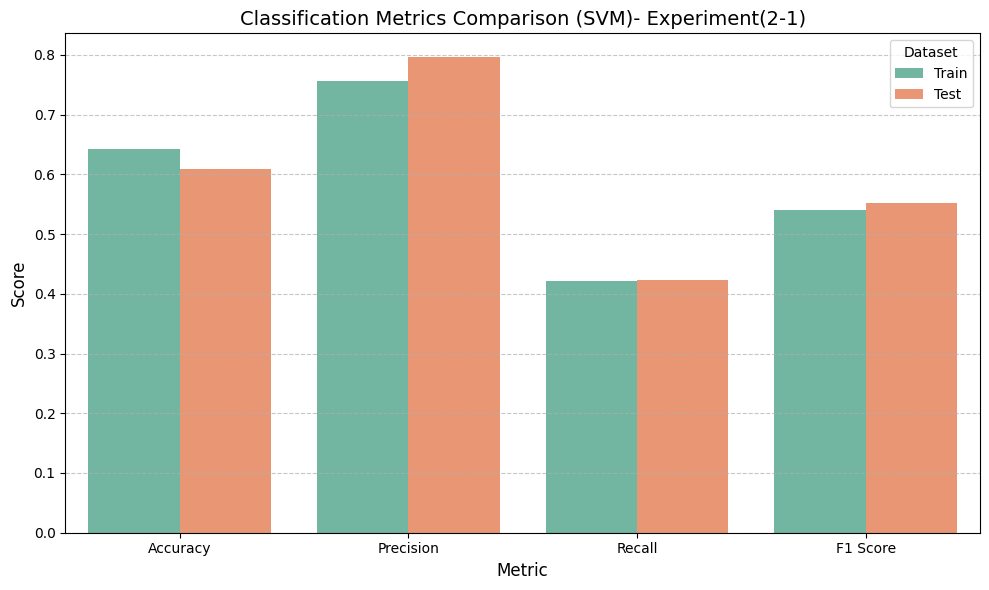 Classification Metrics Comparison (SVM)- Experiment(2-1)
Dataset
Train
Test
Score
0.8
0.7
0.6
0.5
0.4
0.3
0.2
0.1
0.0
Accuracy
Precision
Recall
F1 Score
Metric